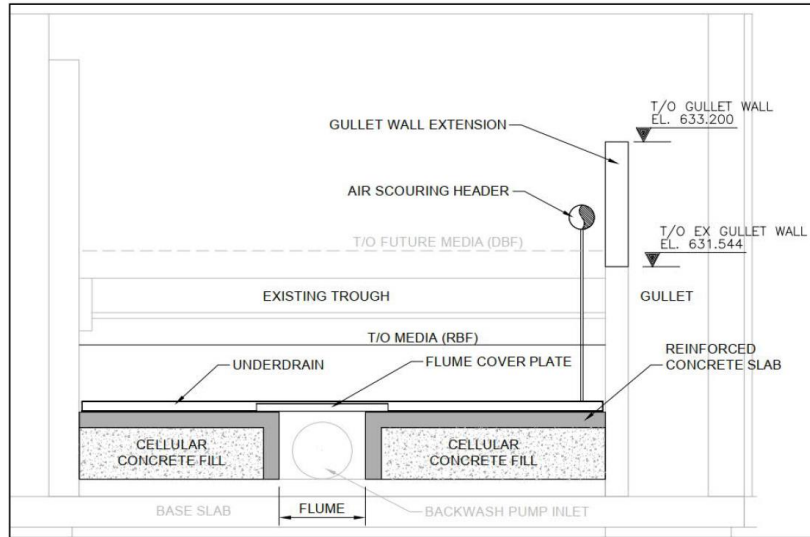 T/O GULLET WALL
EL. 633.200
GULLET WALL EXTENSION
AIR SCOURING HEADER
T/O FUTURE MEDIA (DBF)
T/O EX GULLET WALL
EL. 631.544
EXISTING TROUGH
GULLET
T/O MEDIA (RBF)
UNDERDRAIN
FLUME COVER PLATE
REINFORCED
CONCRETE SLAB
CELLULAR
CONCRETE FILL
CELLULAR
CONCRETE FILL
BASE SLAB
FLUME
BACKWASH PUMP INLET